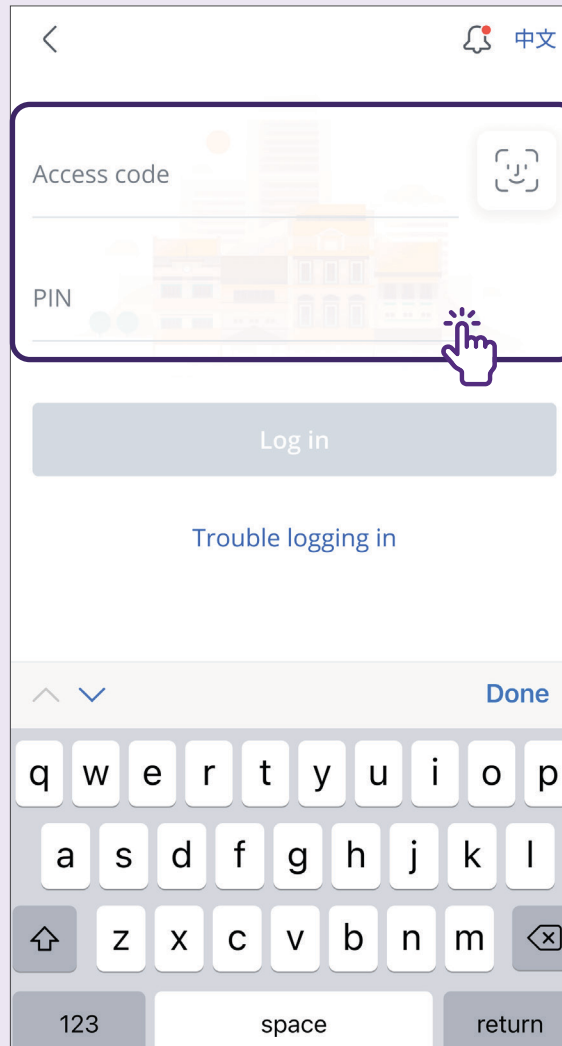 中文
Access code
PIN
Log in
Trouble logging in
Done
q w e r t y u i o p
a s d f g h j k l
z x c v b n m
123 space return